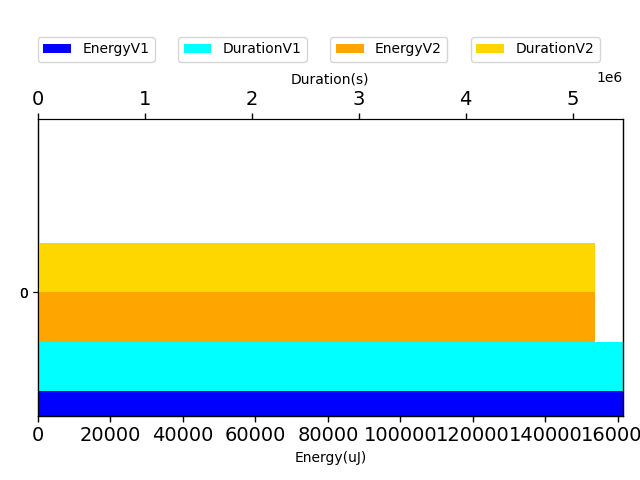 EnergyV1 DurationV1 EnergyV2 DurationV2
Duration(s)
1e6
0 1 2 3 4 5
0
0 20000 40000 60000 80000 100000 120000 140000 16000
Energy(uJ)